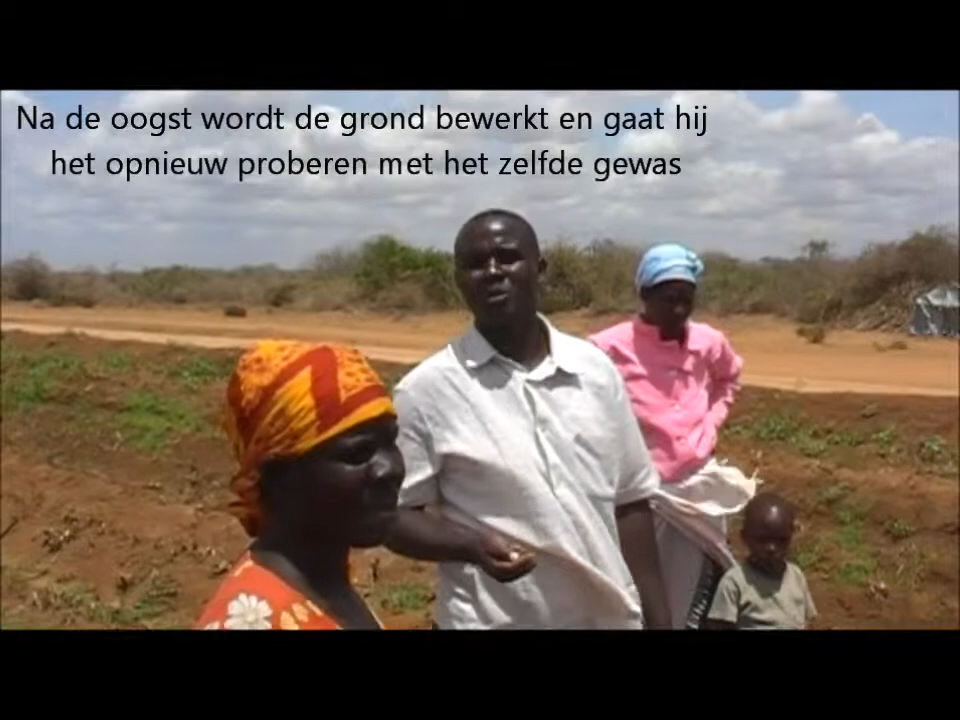 Na de oogst wordt de grond bewerkt en gaat hij
het opnieuw proberen met het zelfde gewas